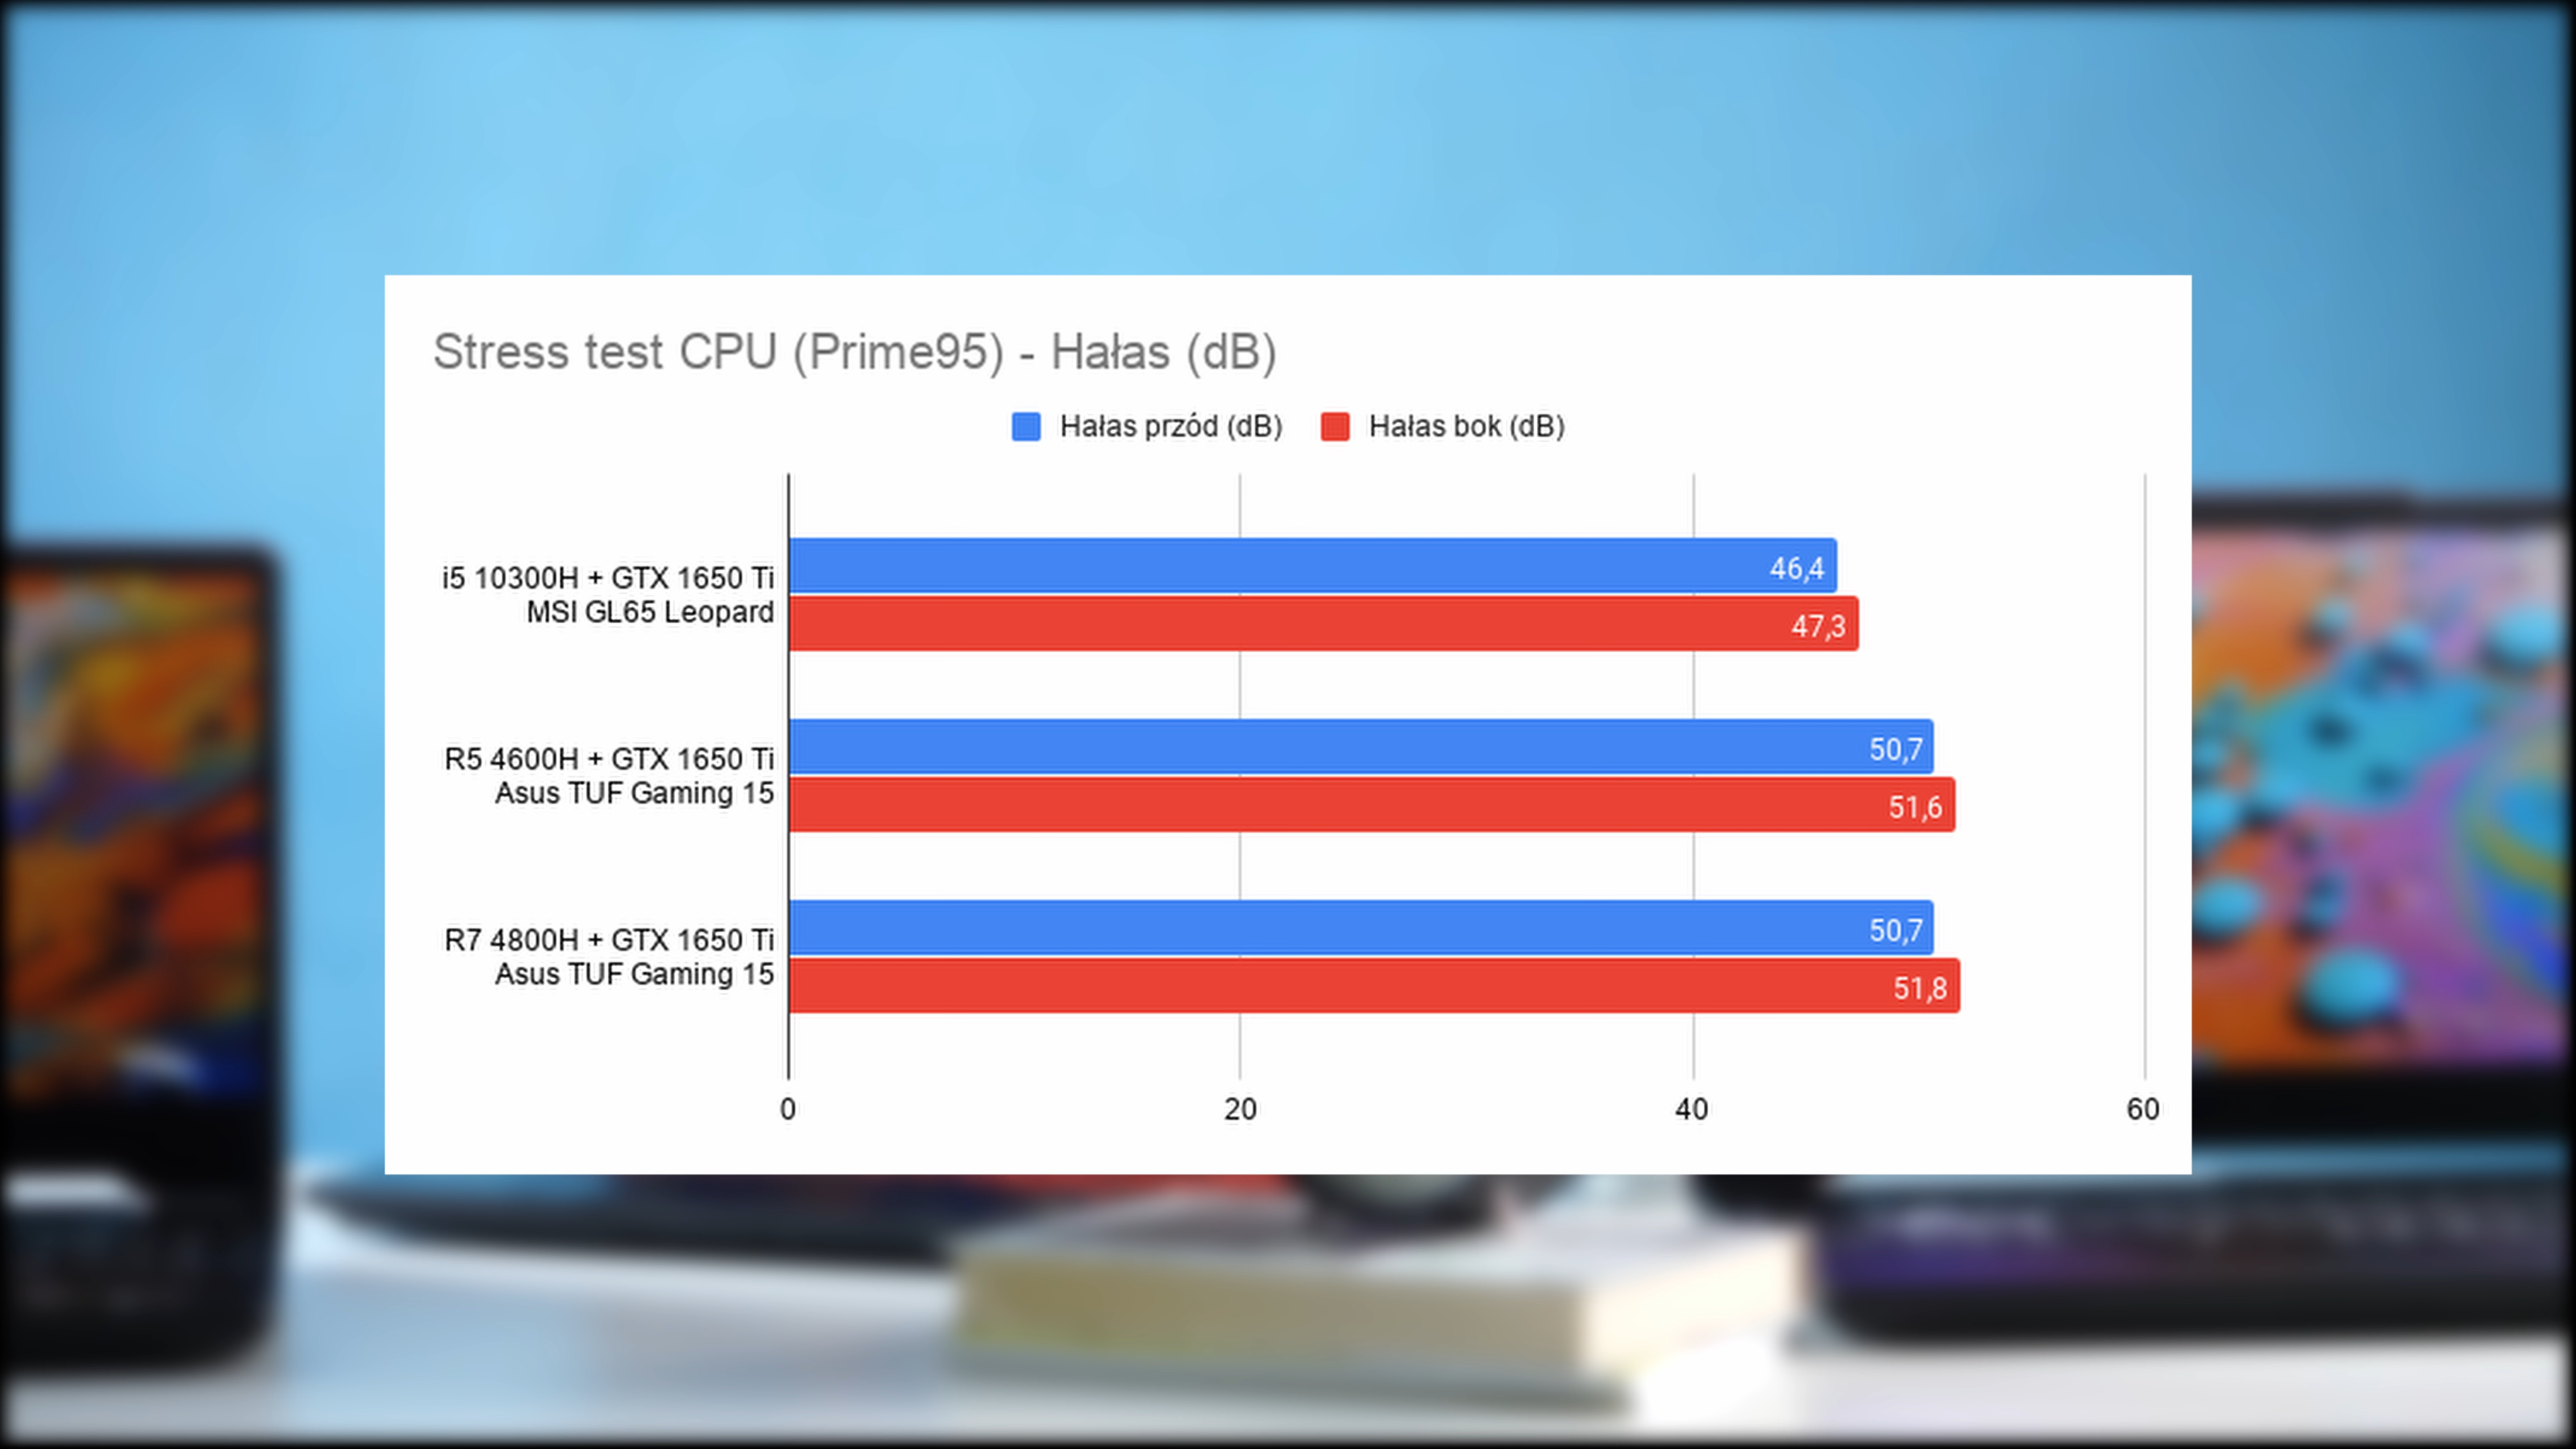 Stress test CPU (Prime95) - Hałas (dB)
Hałas przód (dB) Hałas bok (dB)
i5 10300H + GTX 1650 Ti
MSI GL65 Leopard
46,4
47,3
R5 4600H + GTX 1650 Ti
Asus TUF Gaming 15
50,7
51,6
R7 4800H + GTX 1650 Ti
Asus TUF Gaming 15
50,7
51,8
0 20 40 60